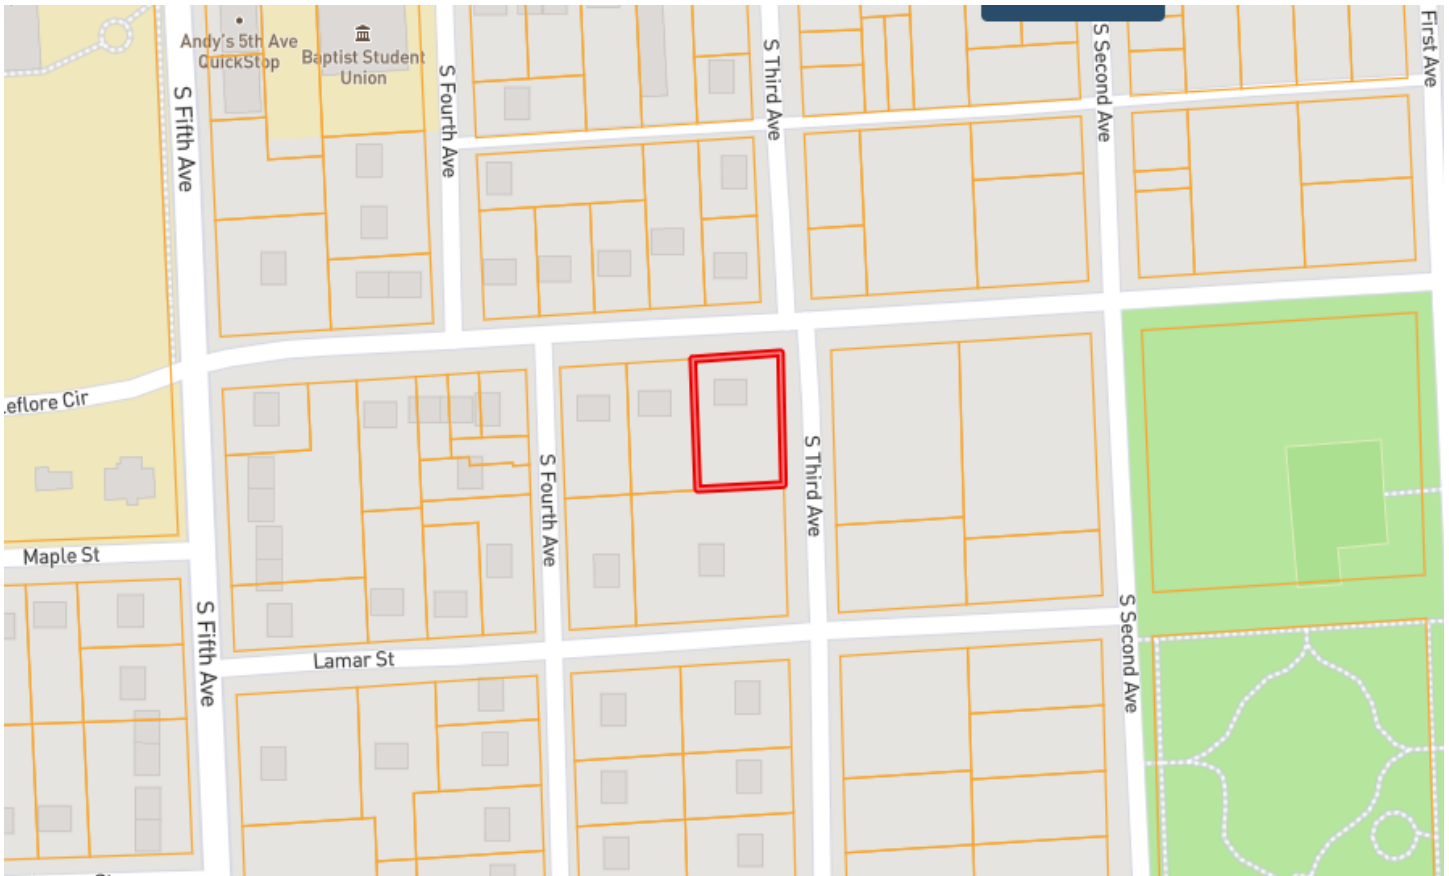 Andy's 5th Ave
QuickStop
Baptist Student
Union
S Fifth Ave
S Fourth Ave
S Third Ave
S Second Ave
First Ave
Leflore Cir
Maple St
S Fourth Ave
S Third Ave
S Fifth Ave
Lamar St
S Second Ave